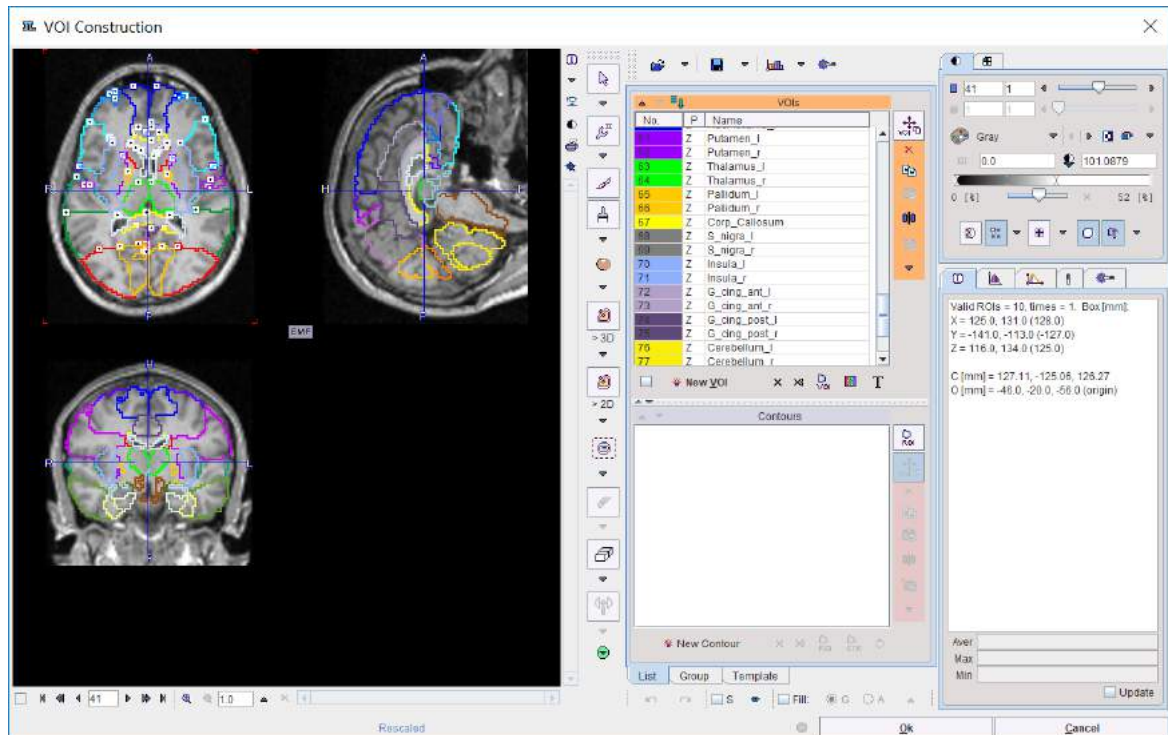 VOI Construction
A
A
R
L
H
P
P
EMF
H
R
L
> 3D
> 2D
VOIs
No. P Name
Z Putamen_l
Z Putamen_r
63 Z Thalamus_l
64 Z Thalamus_r
65 Z Pallidum_l
66 Z Pallidum_r
67 Z Corp_Callosum
68 Z S_nigra_l
69 Z S_nigra_r
70 Z Insula_l
71 Z Insula_r
72 Z G_cing_ant_l
73 Z G_cing_ant_r
74 Z G_cing_post_l
75 Z G_cing_post_r
76 Z Cerebellum_l
77 Z Cerebellum_r
New VOI
T
Contours
New Contour
List Group Template
S Fill: G A
41 1
1 1
Gray
0.0 101.0879
0 [%] 52 [%]
Valid ROIs = 10, times = 1. Box [mm]:
X = 125.0, 131.0 (128.0)
Y = -141.0, -113.0 (-127.0)
Z = 116.0, 134.0 (125.0)
C [mm] = 127.11, -125.06, 126.27
O [mm] = -46.0, -20.0, -56.0 (origin)
Aver
Max
Min
Update
41 1.0
Rescaled
Ok
Cancel